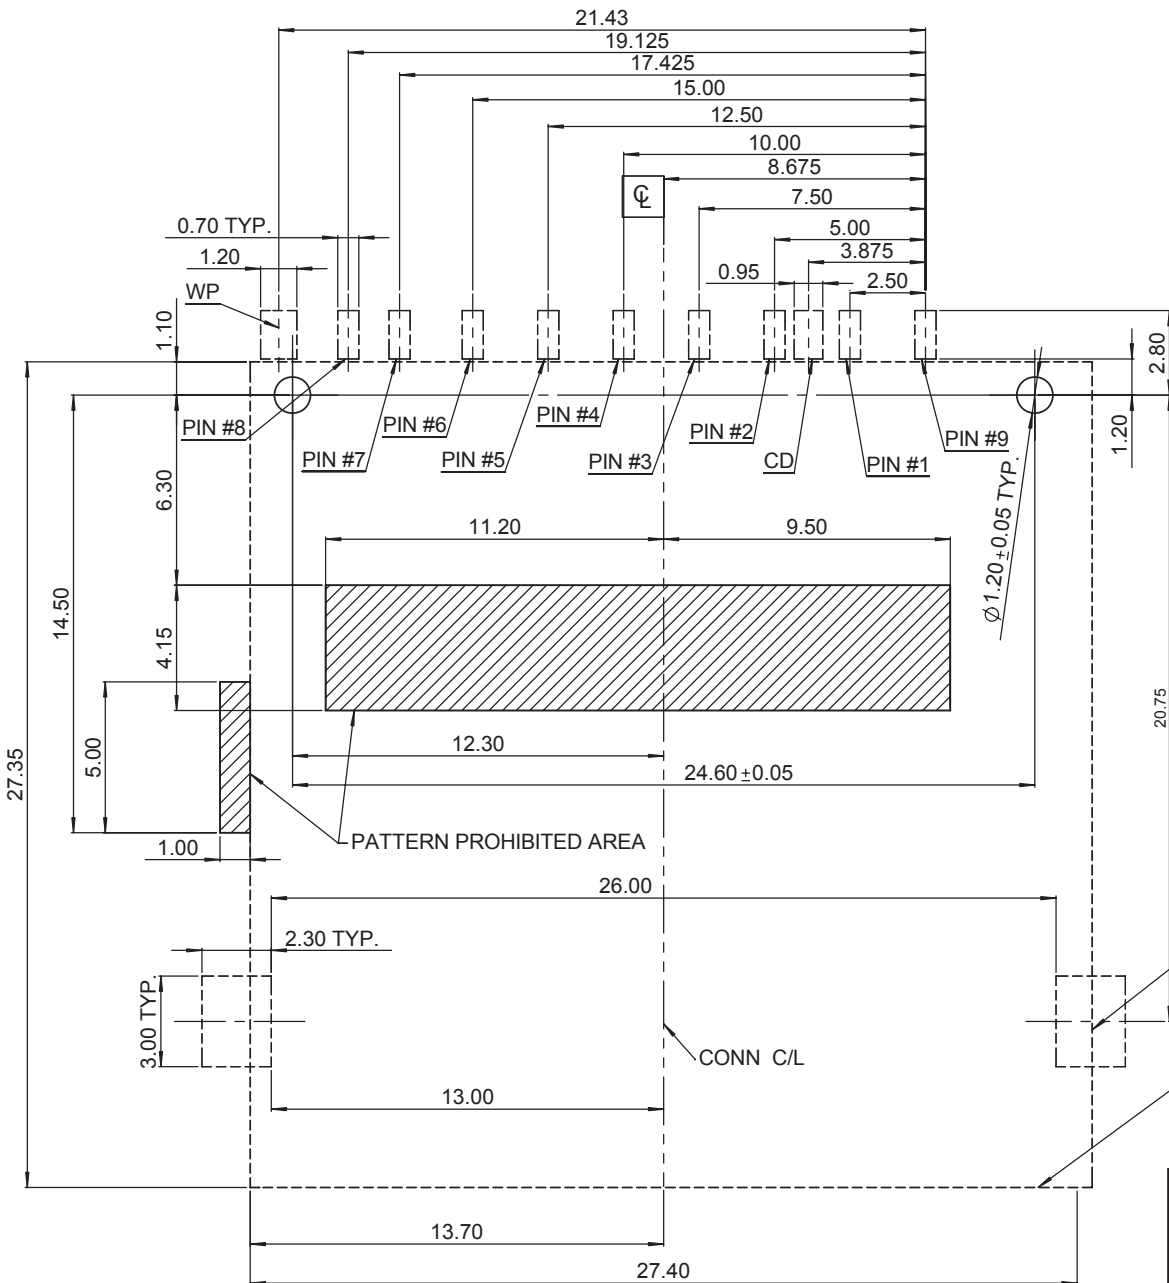 21.43
19.125
17.425
15.00
12.50
10.00
8.675
℄
7.50
0.70 TYP.
5.00
1.20
3.875
0.95
2.50
WP
1.10
2.80
PIN #8
PIN #7
PIN #6
PIN #5
PIN #4
PIN #3
PIN #2
CD
PIN #1
PIN #9
1.20
6.30
Ø1.20±0.05 TYP.
11.20
9.50
14.50
4.15
20.75
5.00
12.30
24.60±0.05
27.35
PATTERN PROHIBITED AREA
1.00
26.00
2.30 TYP.
3.00 TYP.
CONN C/L
13.00
13.70
27.40